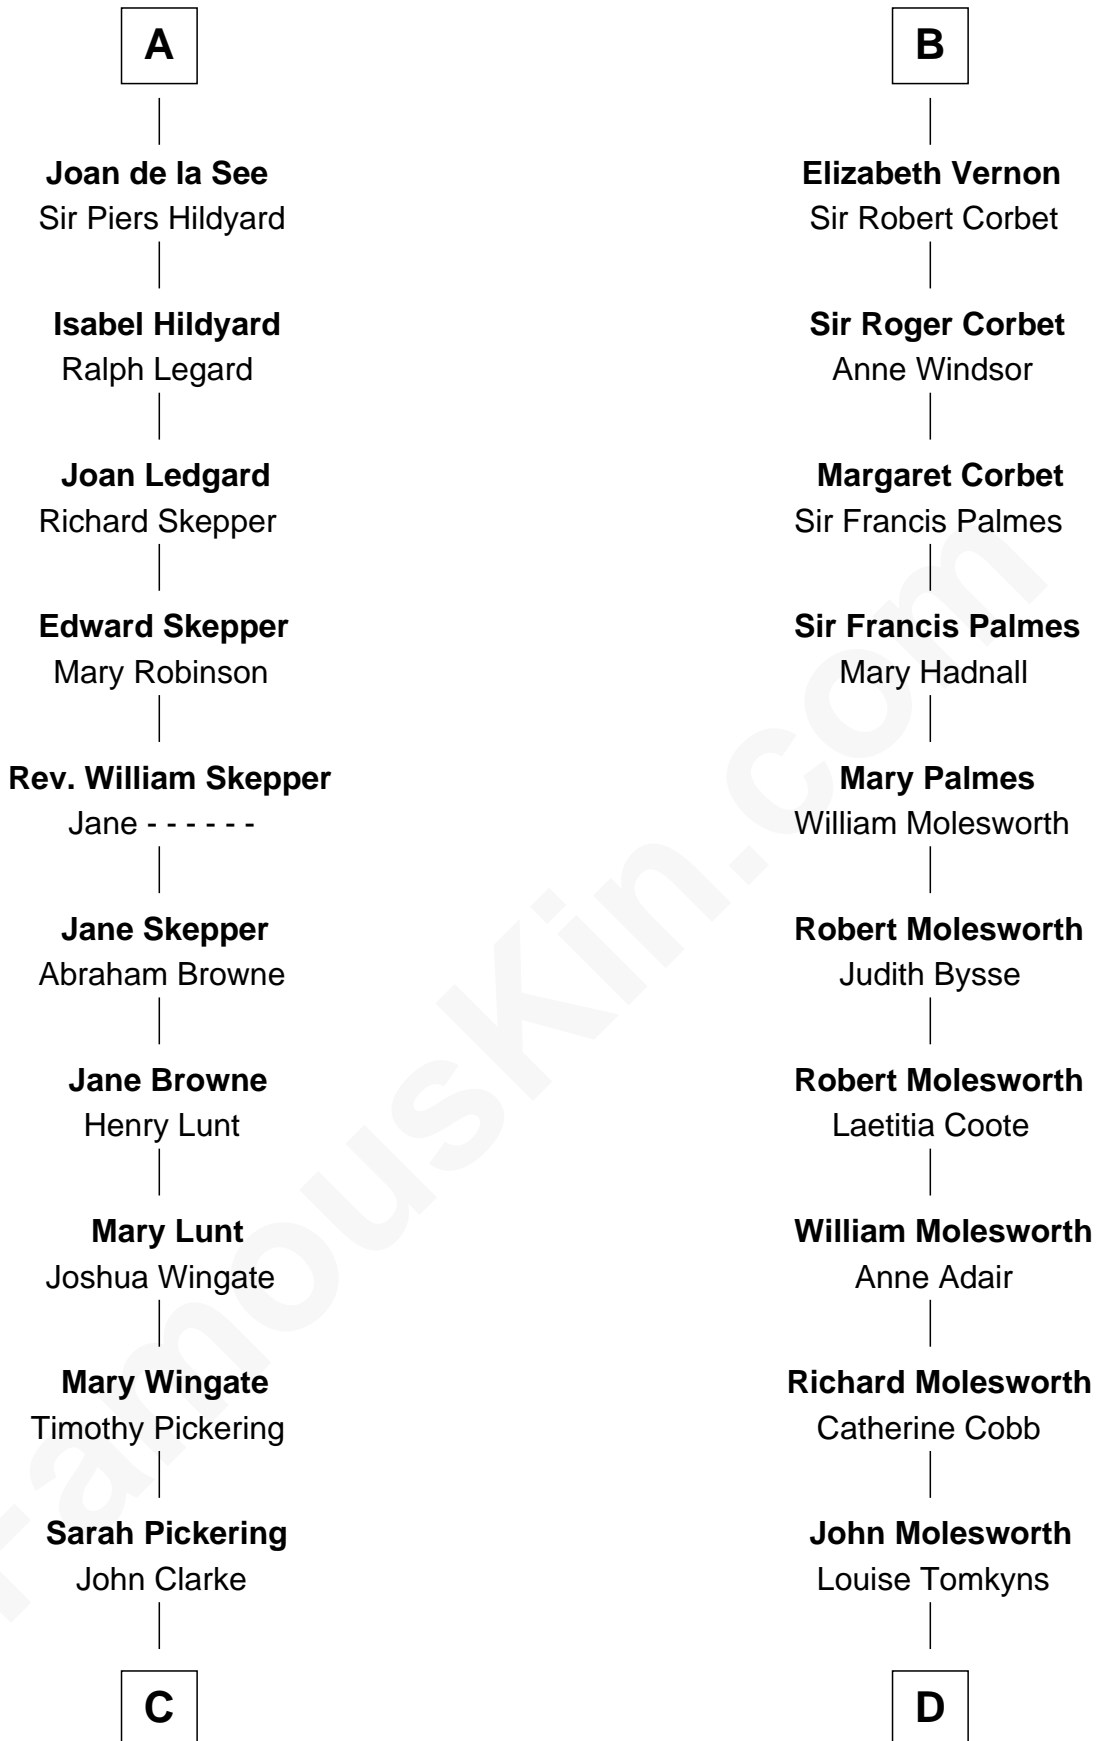 A
Joan de la See
Sir Piers Hildyard
Isabel Hildyard
Ralph Legard
Joan Ledgard
Richard Skepper
Edward Skepper
Mary Robinson
Rev. William Skepper
Jane - - - - - -
Jane Skepper
Abraham Browne
Jane Browne
Henry Lunt
Mary Lunt
Joshua Wingate
Mary Wingate
Timothy Pickering
Sarah Pickering
John Clarke
C
B
Elizabeth Vernon
Sir Robert Corbet
Sir Roger Corbet
Anne Windsor
Margaret Corbet
Sir Francis Palmes
Sir Francis Palmes
Mary Hadnall
Mary Palmes
William Molesworth
Robert Molesworth
Judith Bysse
Robert Molesworth
Laetitia Coote
William Molesworth
Anne Adair
Richard Molesworth
Catherine Cobb
John Molesworth
Louise Tomkyns
D
FamousKin.com